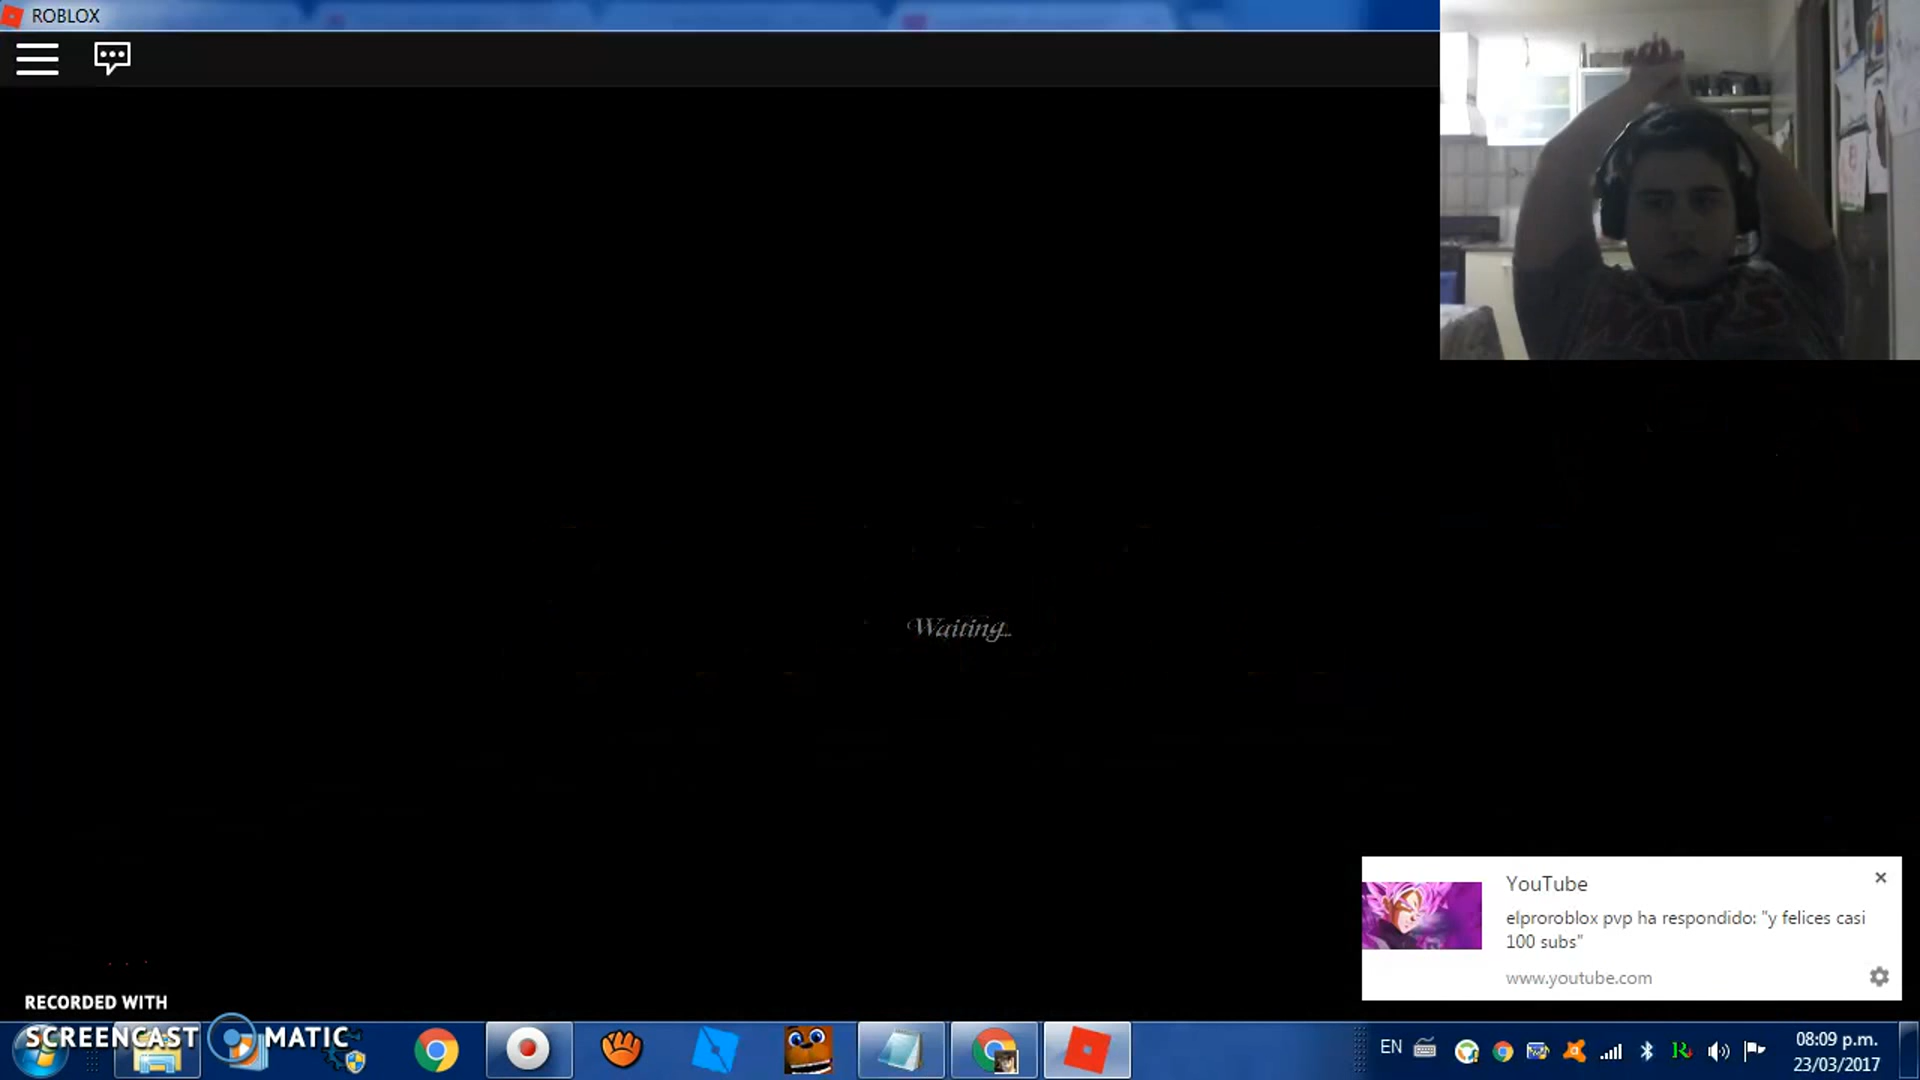 ROBLOX
Waiting...
YouTube
elproroblox pvp ha respondido: "y felices casi
100 subs"
www.youtube.com
RECORDED WITH
SCREENCAST MATIC
EN
08:09 p.m.
23/03/2017